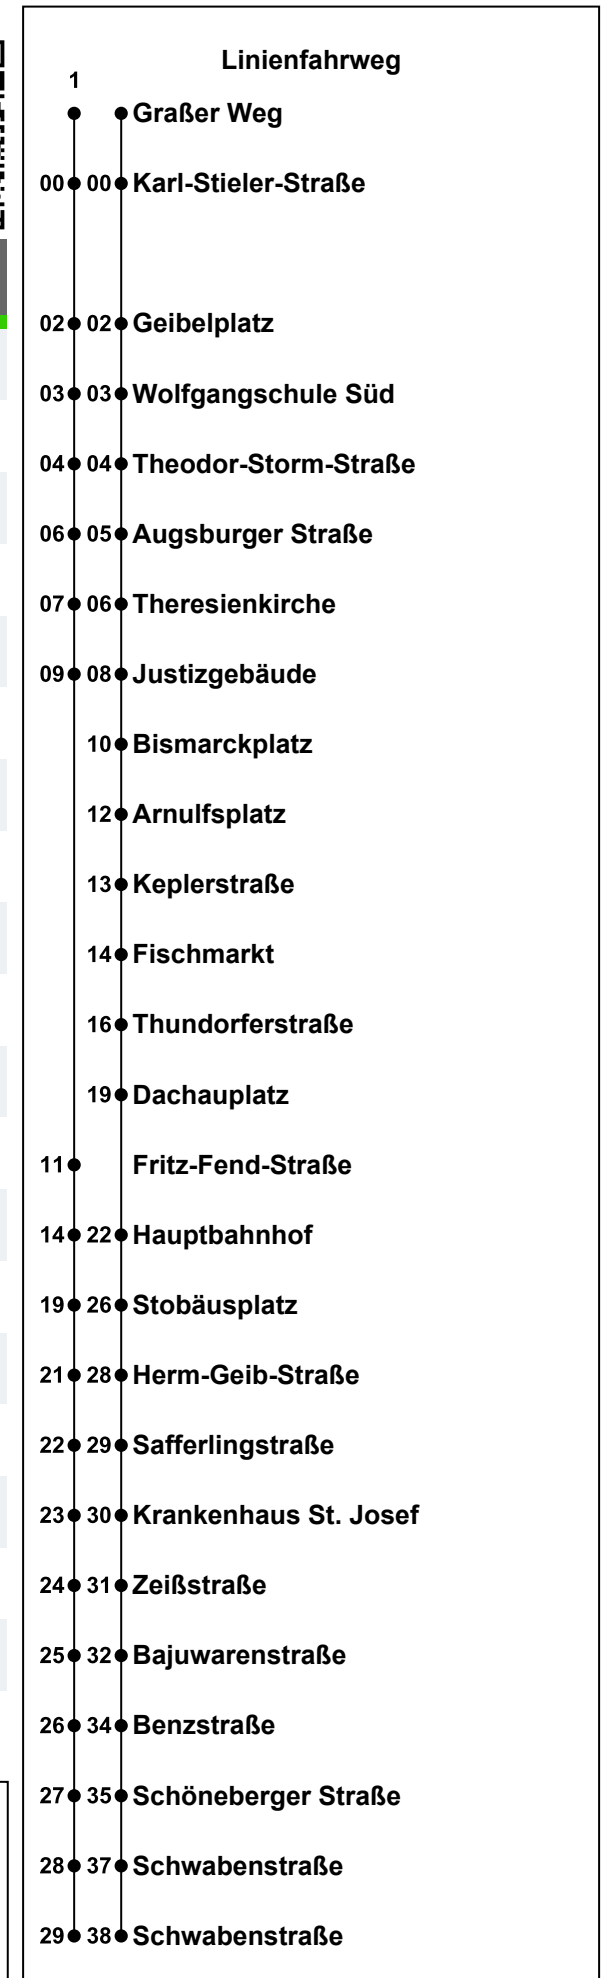 Linienfahrweg
1
Graßer Weg
00 00 Karl-Stieler-Straße
02 02 Geibelplatz
03 03 Wolfgangschule Süd
04 04 Theodor-Storm-Straße
06 05 Augsburger Straße
07 06 Theresienkirche
09 08 Justizgebäude
10 Bismarckplatz
12 Arnulfsplatz
13 Keplerstraße
14 Fischmarkt
16 Thundorferstraße
19 Dachauplatz
11 Fritz-Fend-Straße
14 22 Hauptbahnhof
19 26 Stobäusplatz
21 28 Herm-Geib-Straße
22 29 Safferlingstraße
23 30 Krankenhaus St. Josef
24 31 Zeißstraße
25 32 Bajuwarenstraße
26 34 Benzstraße
27 35 Schöneberger Straße
28 37 Schwabenstraße
29 38 Schwabenstraße